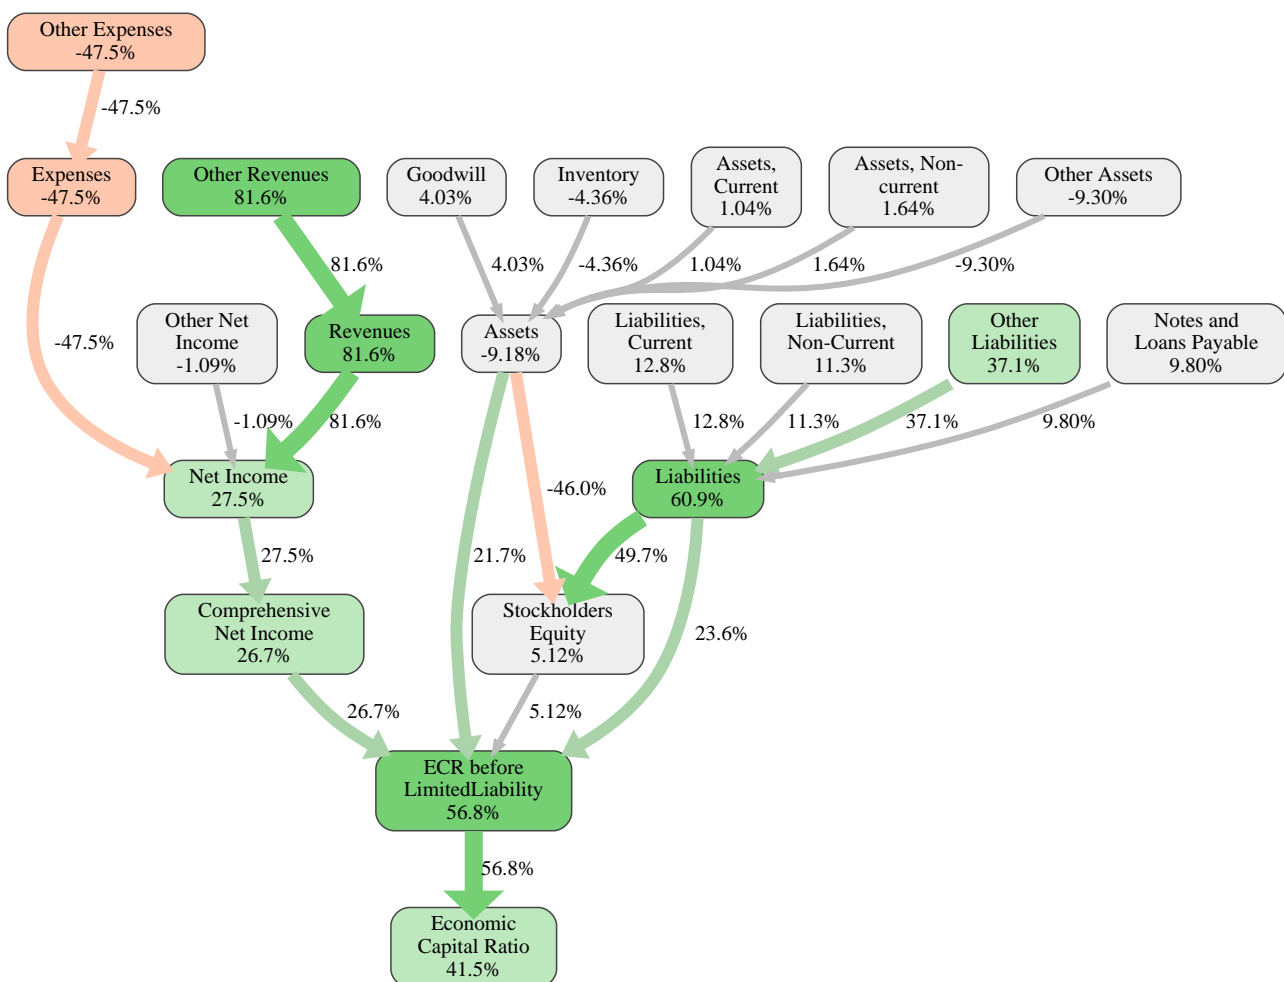 Other Expenses
-47.5%
-47.5%
Expenses
-47.5%
Other Revenues
81.6%
Goodwill
4.03%
Inventory
-4.36%
Assets,
Current
1.04%
Assets, Non-
current
1.64%
Other Assets
-9.30%
81.6%
4.03%
-4.36%
1.04%
1.64%
-9.30%
-47.5%
Other Net
Income
-1.09%
Revenues
81.6%
Assets
-9.18%
Liabilities,
Current
12.8%
Liabilities,
Non-Current
11.3%
Other
Liabilities
37.1%
Notes and
Loans Payable
9.80%
-1.09%
81.6%
12.8%
11.3%
37.1%
9.80%
Net Income
27.5%
-46.0%
Liabilities
60.9%
27.5%
21.7%
49.7%
Comprehensive
Net Income
26.7%
Stockholders
Equity
5.12%
23.6%
26.7%
5.12%
ECR before
LimitedLiability
56.8%
56.8%
Economic
Capital Ratio
41.5%